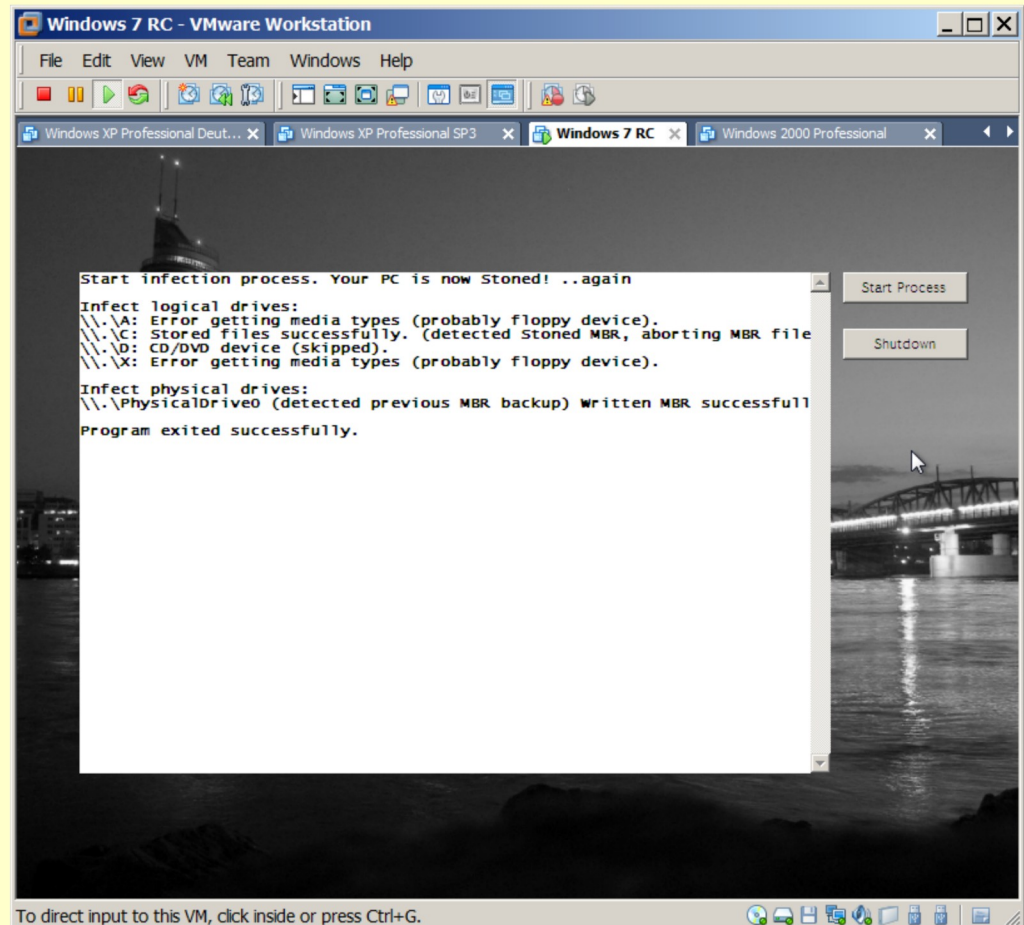 Windows 7 RC - VMware Workstation
File Edit View VM Team Windows Help
Windows XP Professional Deut... Windows XP Professional SP3 Windows 7 RC Windows 2000 Professional
Start infection process. Your PC is now Stoned! ..again
Infect logical drives:
\\.\A: Error getting media types (probably floppy device).
\\.\C: Stored files successfully. (detected Stoned MBR, aborting MBR file
\\.\D: CD/DVD device (skipped).
\\.\X: Error getting media types (probably floppy device).
Infect physical drives:
\\.\PhysicalDrive0 (detected previous MBR backup) Written MBR successfull
Program exited successfully.
Start Process
Shutdown
To direct input to this VM, click inside or press Ctrl+G.